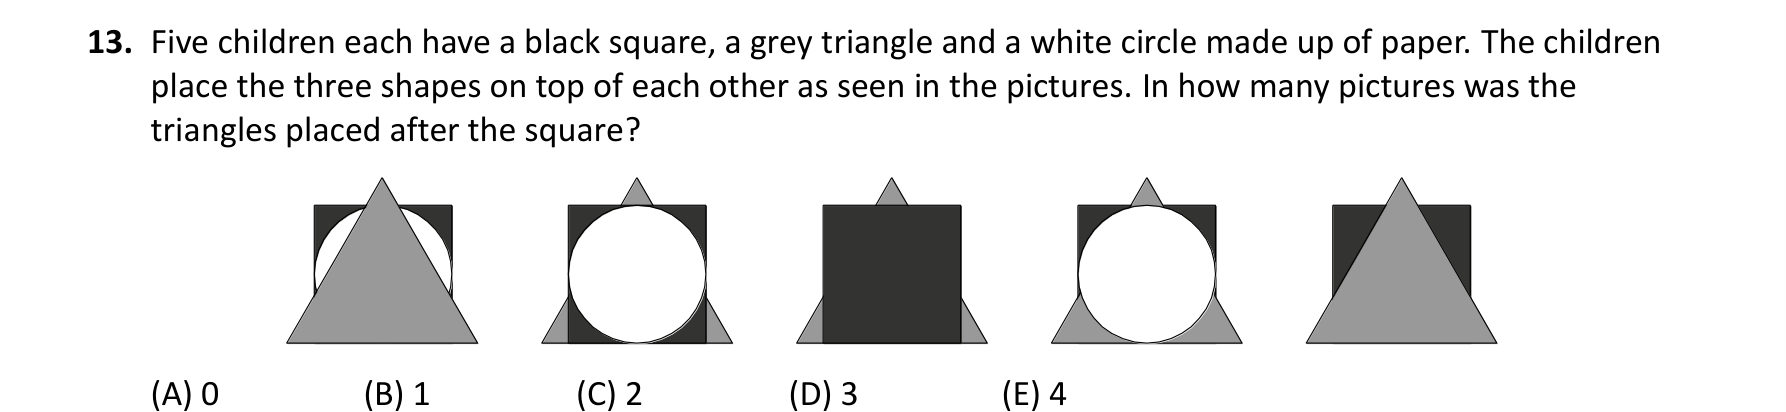 13. Five children each have a black square, a grey triangle and a white circle made up of paper. The children
place the three shapes on top of each other as seen in the pictures. In how many pictures was the
triangles placed after the square?
(A) 0 (B) 1 (C) 2 (D) 3 (E) 4